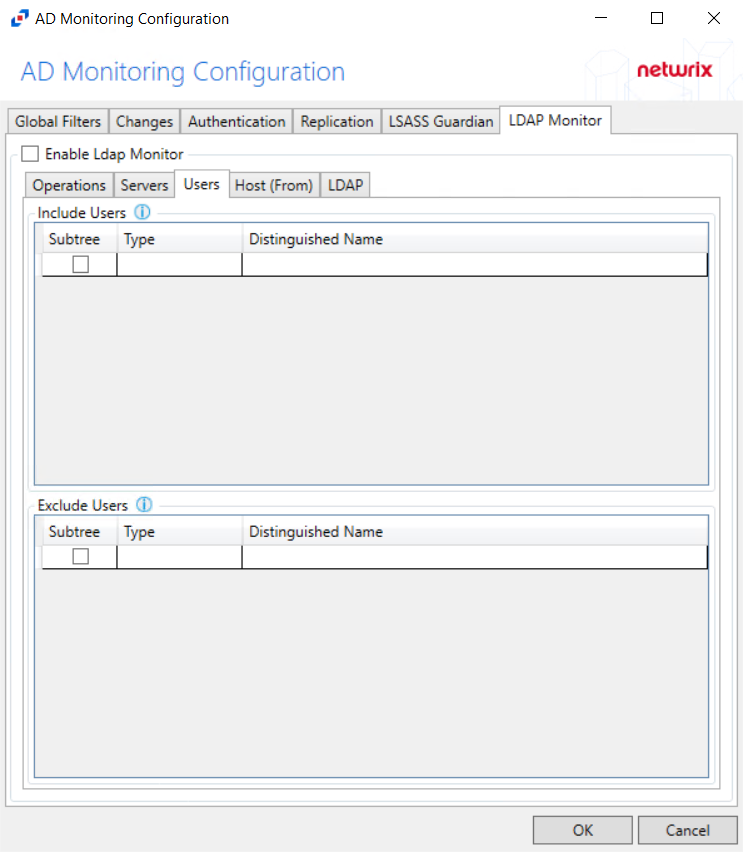 AD Monitoring Configuration
AD Monitoring Configuration
netwrix
Global Filters Changes Authentication Replication LSASS Guardian LDAP Monitor
Enable Ldap Monitor
Operations Servers Users Host (From) LDAP
Include Users
Subtree Type Distinguished Name
Exclude Users
Subtree Type Distinguished Name
OK Cancel